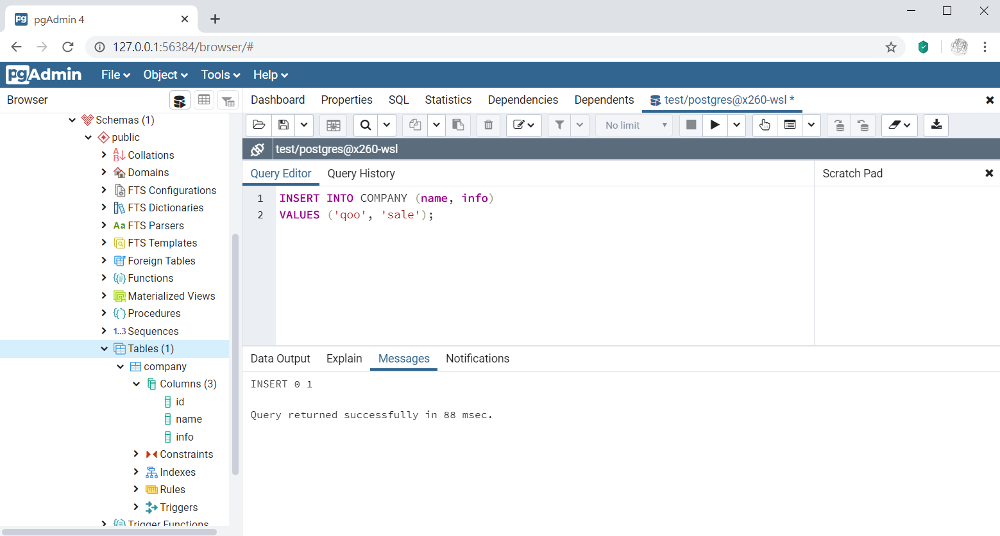 pg pgAdmin 4
127.0.0.1:56384/browser/#
pgAdmin File Object Tools Help
Browser
Dashboard Properties SQL Statistics Dependencies Dependents test/postgres@x260-wsl *
No limit
test/postgres@x260-wsl
Schemas (1)
public
Collations
Domains
FTS Configurations
FTS Dictionaries
Aa FTS Parsers
FTS Templates
Foreign Tables
Functions
Materialized Views
Procedures
1..3 Sequences
Tables (1)
company
Columns (3)
id
name
info
Constraints
Indexes
Rules
Triggers
Trigger Functions
Query Editor Query History
Scratch Pad
1 INSERT INTO COMPANY (name, info)
2 VALUES ('qoo', 'sale');
Data Output Explain Messages Notifications
INSERT 0 1
Query returned successfully in 88 msec.